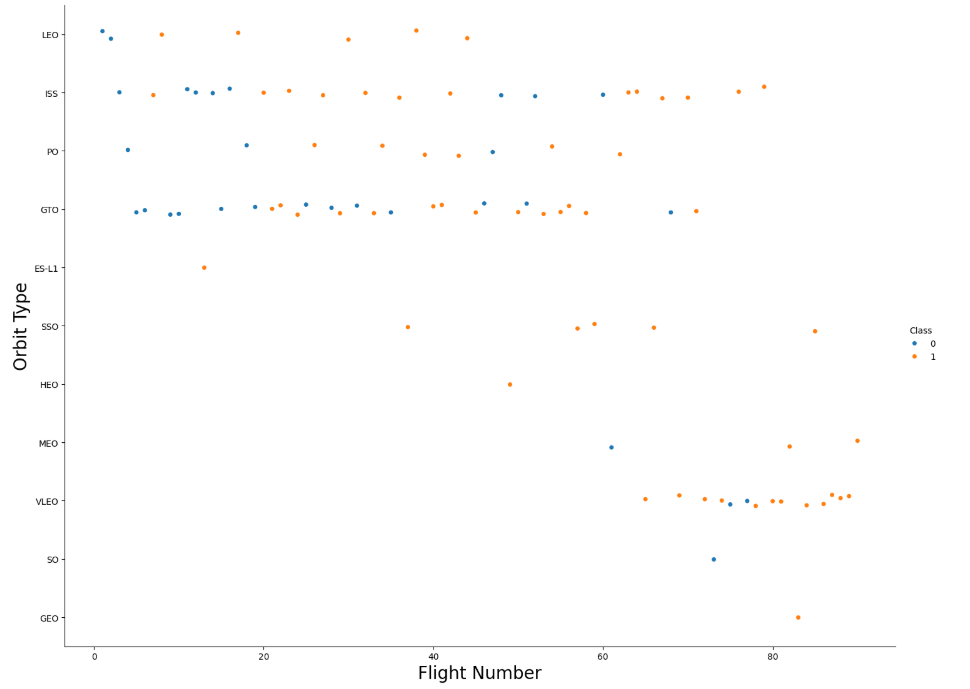 LEO
ISS
PO
GTO
ES-L1
SSO
HEO
MEO
VLEO
SO
GEO
Orbit Type
0
20
40
60
80
Flight Number
Class
0
1